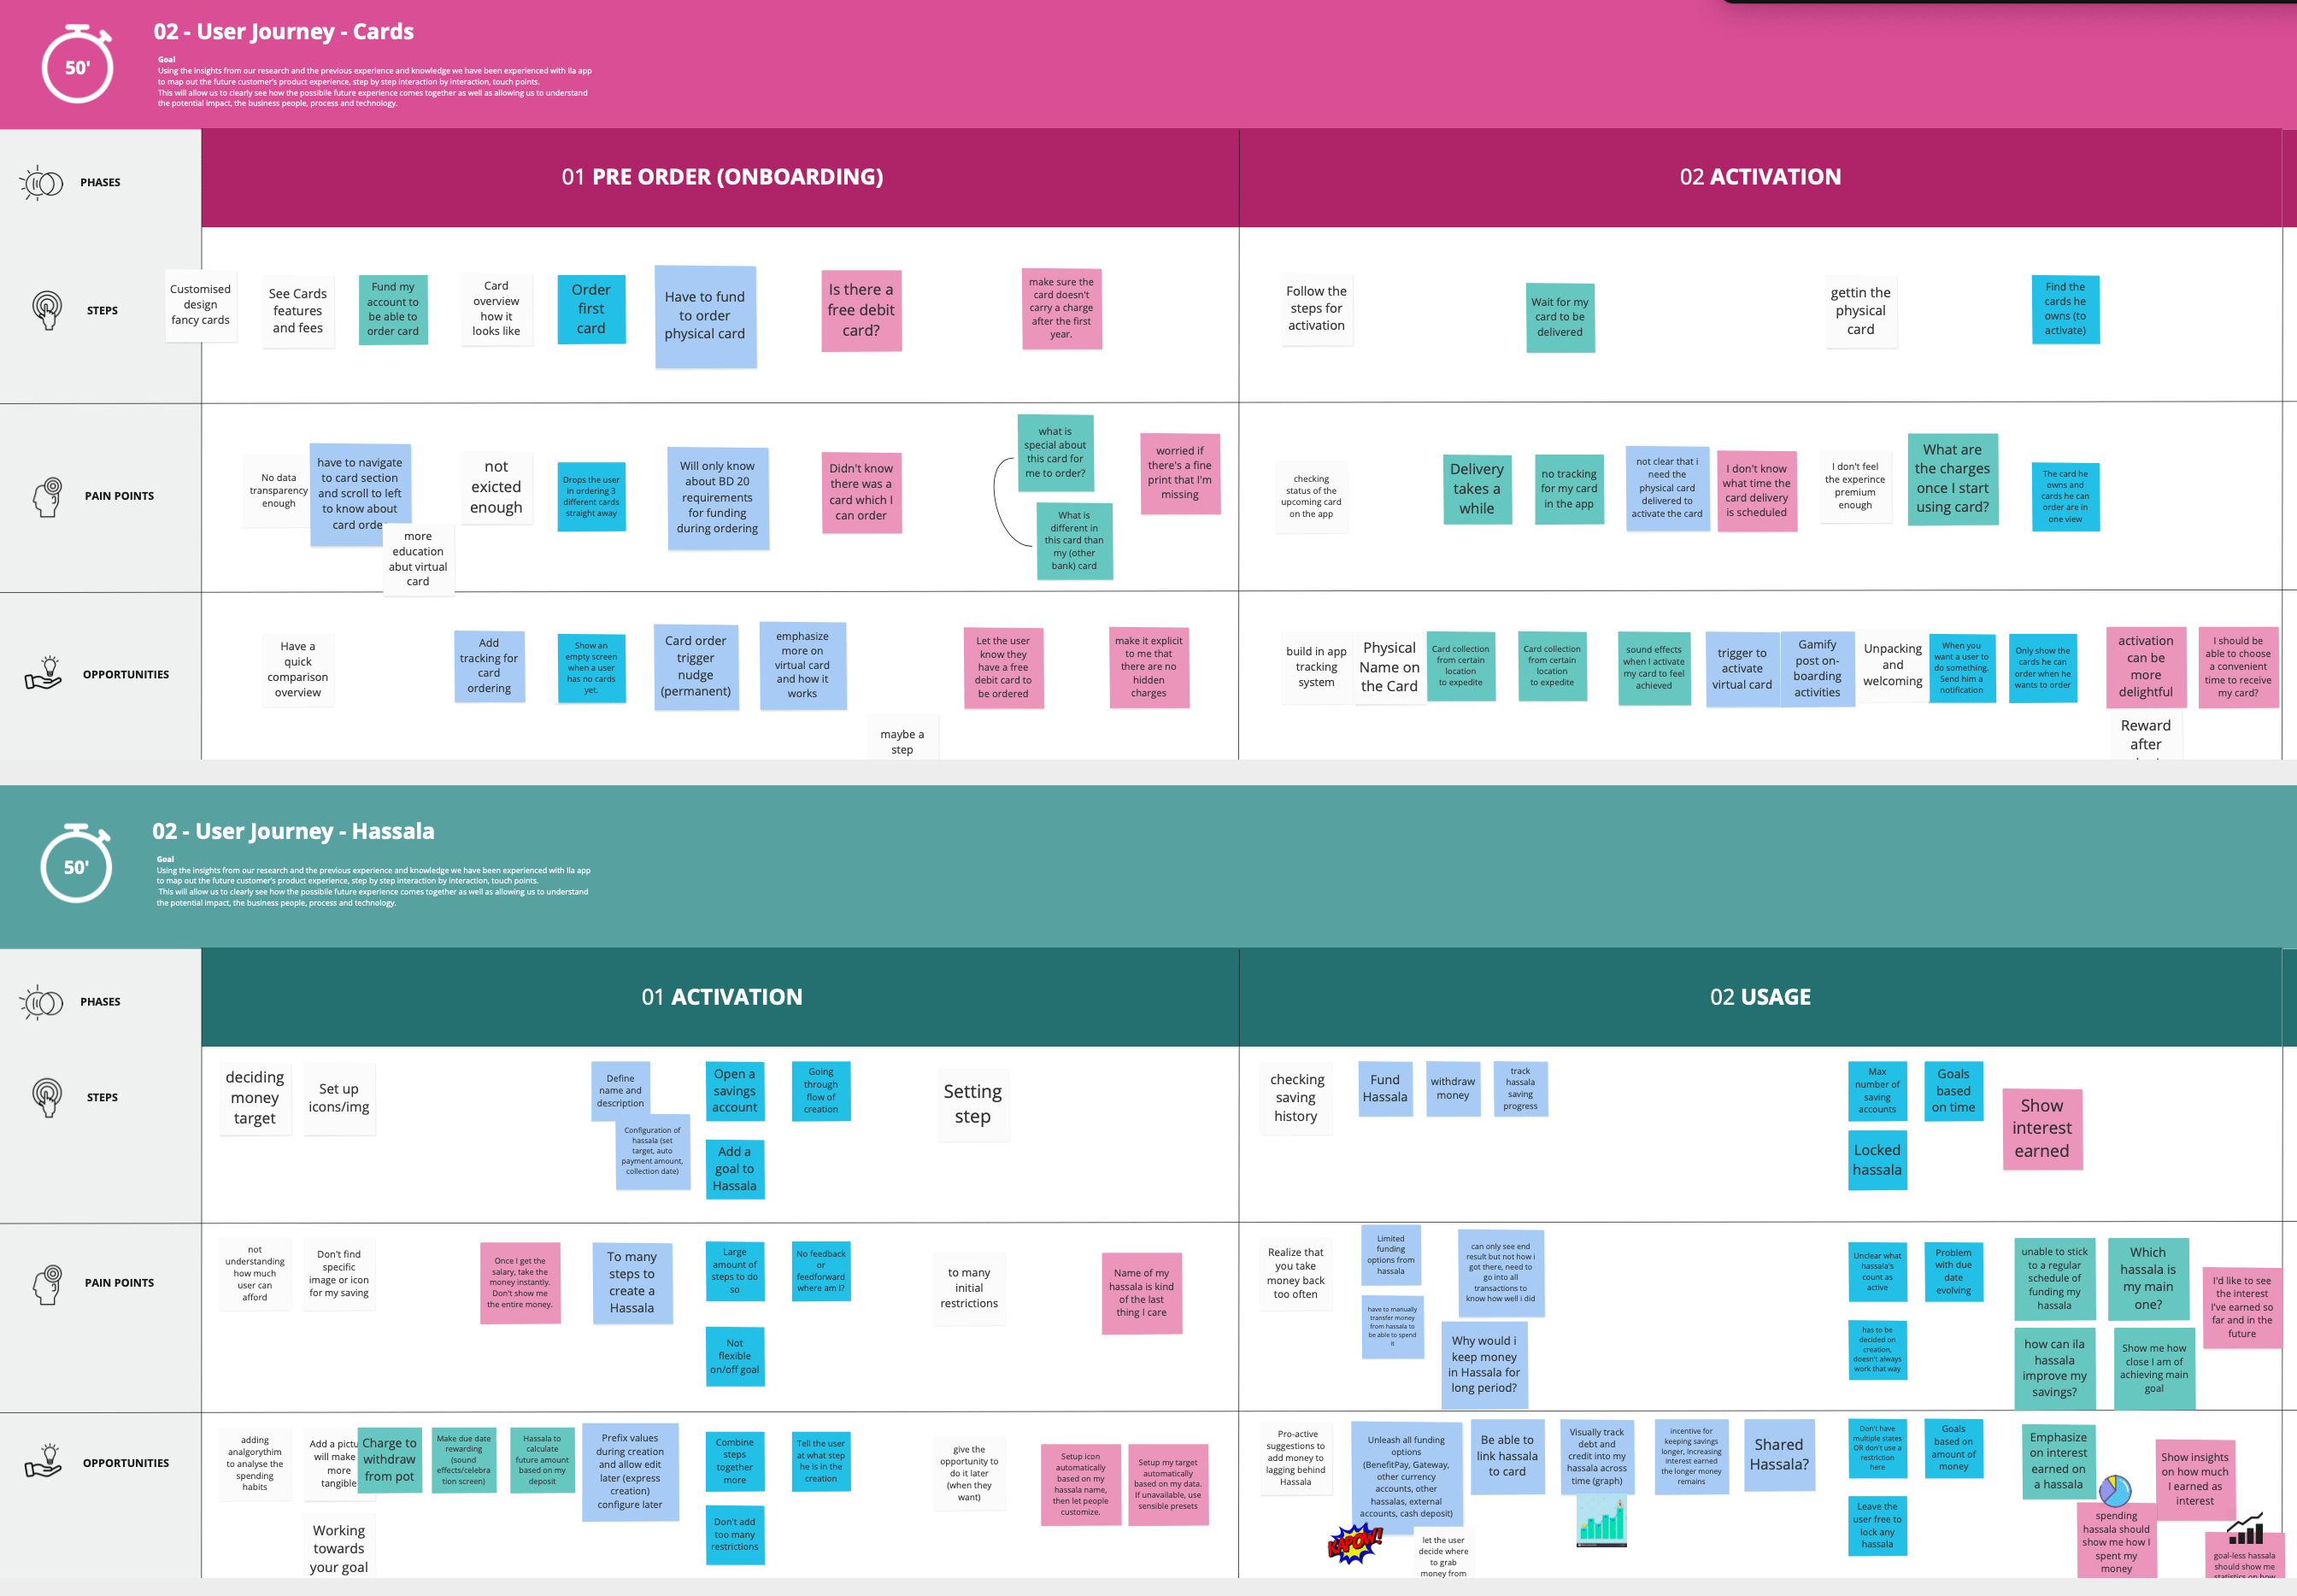 02 - User Journey - Cards
50'
Goal
Using the insights from our research and the previous experience and knowledge we have been experienced with Ila app
to map out the future customer's product experience, step by step interaction by interaction, touch points.
This will allow us to clearly see how the possibile future experience comes together as well as allowing us to understand
the potential impact, the business people, process and technology.
PHASES
01 PRE ORDER (ONBOARDING)
02 ACTIVATION
STEPS
Customised
design
fancy cards
See Cards
features
and fees
Fund my
account to
be able to
order card
Card
overview
how it
looks like
Order
first
card
Have to fund
to order
physical card
Is there a
free debit
card?
make sure the
card doesn't
carry a charge
after the first
year.
Follow the
steps for
activation
Wait for my
card to be
delivered
gettin the
physical
card
Find the
cards he
owns (to
activate)
PAIN POINTS
No data
transparency
enough
have to navigate
to card section
and scroll to left
to know about
card orde
more
education
abut virtual
card
not
exicted
enough
Drops the user
in ordering 3
different cards
straight away
Will only know
about BD 20
requirements
for funding
during ordering
Didn't know
there was a
card which I
can order
what is
special about
this card for
me to order?
What is
different in
this card than
my (other
bank) card
worried if
there's a fine
print that I'm
missing
checking
status of the
upcoming card
on the app
Delivery
takes a
while
no tracking
for my card
in the app
not clear that i
need the
physical card
delivered to
activate the card
I don't know
what time the
card delivery
is scheduled
I don't feel
the experince
premium
enough
What are
the charges
once I start
using card?
The card he
owns and
cards he can
order are in
one view
OPPORTUNITIES
Have a
quick
comparison
overview
Add
tracking for
card
ordering
Show an
empty screen
when a user
has no cards
yet.
Card order
trigger
nudge
(permanent)
emphasize
more on
virtual card
and how it
works
maybe a
step
Let the user
know they
have a free
debit card to
be ordered
make it explicit
to me that
there are no
hidden
charges
build in app
tracking
system
Physical
Name on
the Card
Card collection
from certain
location
to expedite
Card collection
from certain
location
to expedite
sound effects
when I activate
my card to feel
achieved
trigger to
activate
virtual card
Gamify
post on-
boarding
activities
Unpacking
and
welcoming
When you
want a user to
do something.
Send him a
notification
Only show the
cards he can
order when he
wants to order
activation
can be
more
delightful
Reward
after
I should be
able to choose
a convenient
time to receive
my card?
02 - User Journey - Hassala
50'
Goal
Using the insights from our research and the previous experience and knowledge we have been experienced with Ila app
to map out the future customer's product experience, step by step interaction by interaction, touch points.
This will allow us to clearly see how the possibile future experience comes together as well as allowing us to understand
the potential impact, the business people, process and technology.
PHASES
01 ACTIVATION
02 USAGE
STEPS
deciding
money
target
Set up
icons/img
Define
name and
description
Configuration of
hassala (set
target, auto
payment amount,
collection date)
Open a
savings
account
Add a
goal to
Hassala
Going
through
flow of
creation
Setting
step
checking
saving
history
Fund
Hassala
withdraw
money
track
hassala
saving
progress
Max
number of
saving
accounts
Locked
hassala
Goals
based
on time
Show
interest
earned
PAIN POINTS
not
understanding
how much
user can
afford
Don't find
specific
image or icon
for my saving
Once I get the
salary, take the
money instantly.
Don't show me
the entire money.
To many
steps to
create a
Hassala
Large
amount of
steps to do
so
Not
flexible
on/off goal
No feedback
or
feedforward
where am I?
to many
initial
restrictions
Name of my
hassala is kind
of the last
thing I care
Realize that
you take
money back
too often
Limited
funding
options from
hassala
have to manually
transfer money
from hassala to
be able to spend
it
can only see end
result but not how i
got there, need to
go into all
transactions to
know how well i did
Why would i
keep money
in Hassala for
long period?
Unclear what
hassala's
count as
active
has to be
decided on
creation,
doesn't always
work that way
Problem
with due
date
evolving
unable to stick
to a regular
schedule of
funding my
hassala
how can ila
hassala
improve my
savings?
Which
hassala is
my main
one?
Show me how
close I am of
achieving main
goal
I'd like to see
the interest
I've earned so
far and in the
future
OPPORTUNITIES
adding
analgorythim
to analyse the
spending
habits
Add a pictu
will make
more
tangible
Working
towards
your goal
Charge to
withdraw
from pot
Make due date
rewarding
(sound
effects/celebra
tion screen)
Hassala to
calculate
future amount
based on my
deposit
Prefix values
during creation
and allow edit
later (express
creation)
configure later
Combine
steps
together
more
Don't add
too many
restrictions
Tell the user
at what step
he is in the
creation
give the
opportunity to
do it later
(when they
want)
Setup icon
automatically
based on my
hassala name,
then let people
customize.
Setup my target
automatically
based on my data.
If unavailable, use
sensible presets
Pro-active
suggestions to
add money to
lagging behind
Hassala
Unleash all funding
options
(BenefitPay, Gateway,
other currency
accounts, other
hassalas, external
accounts, cash deposit)
KAPOW!
let the user
decide where
to grab
money from
Be able to
link hassala
to card
Visually track
debt and
credit into my
hassala across
time (graph)
incentive for
keeping savings
longer, increasing
interest earned
the longer money
remains
Shared
Hassala?
Don't have
multiple states
OR don't use a
restriction
here
Leave the
user free to
lock any
hassala
Goals
based on
amount of
money
Emphasize
on interest
earned on
a hassala
spending
hassala should
show me how I
spent my
money
Show insights
on how much
I earned as
interest
goal-less hassala
should show me
statistics on how